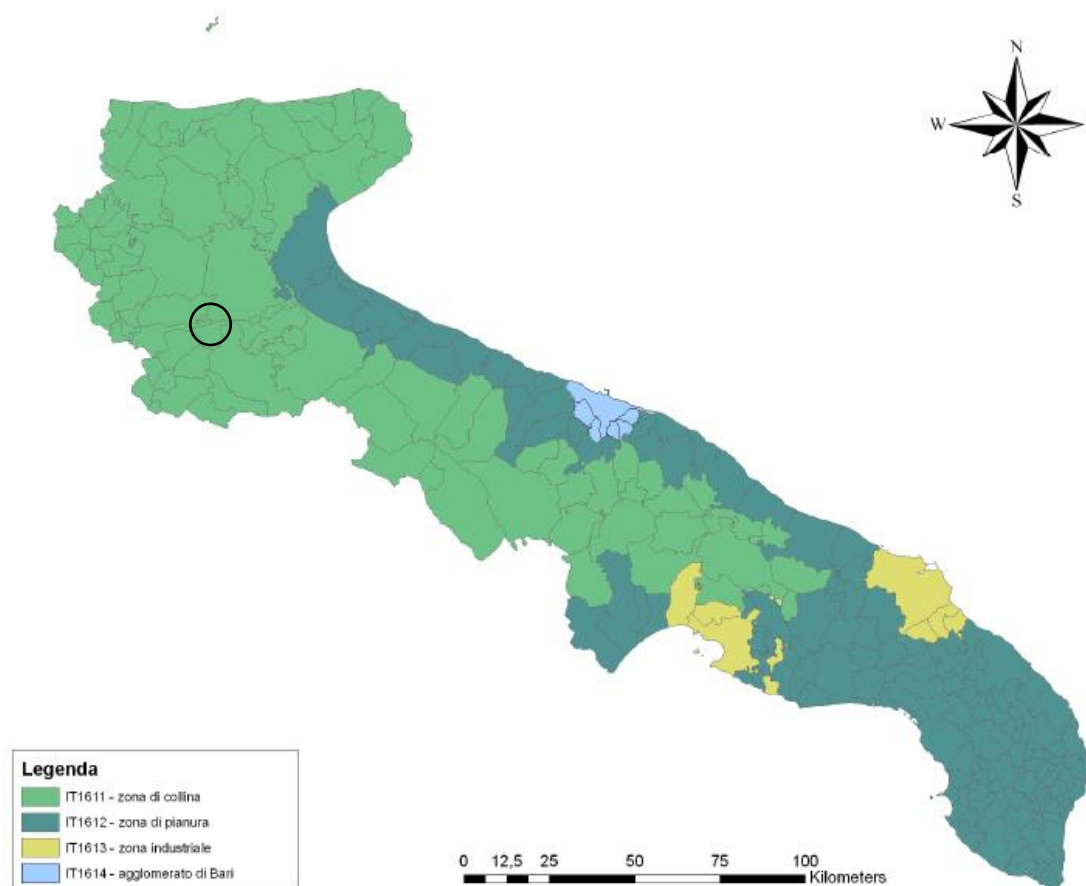 N
W
S
Legenda
IT1611 - zona di collina
IT1612 - zona di pianura
IT1613 - zona industriale
IT1614 - agglomerato di Bari
0 12,5 25 50 75 100
Kilometers